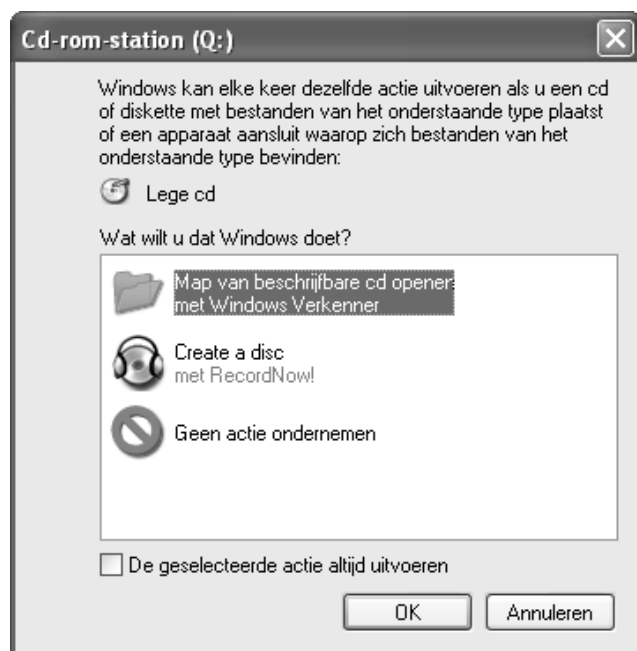 Cd-rom-station (Q:)
Windows kan elke keer dezelfde actie uitvoeren als u een cd
of diskette met bestanden van het onderstaande type plaatst
of een apparaat aansluit waarop zich bestanden van het
onderstaande type bevinden:
Lege cd
Wat wilt u dat Windows doet?
Map van beschrijfbare cd opener
met Windows Verkenner
Create a disc
met RecordNow!
Geen actie ondernemen
De geselecteerde actie altijd uitvoeren
OK
Annuleren